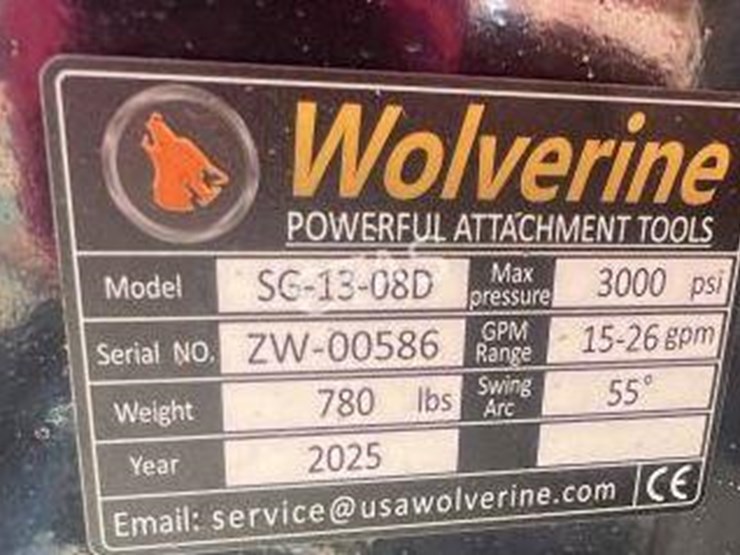 Wolverine
POWERFUL ATTACHMENT TOOLS
Model SG-13-08D Max pressure 3000 psi
Serial NO. ZW-00586 GPM Range 15-26 gpm
Weight 780 lbs Swing Arc 55°
Year 2025
Email: service@usawolverine.com CE